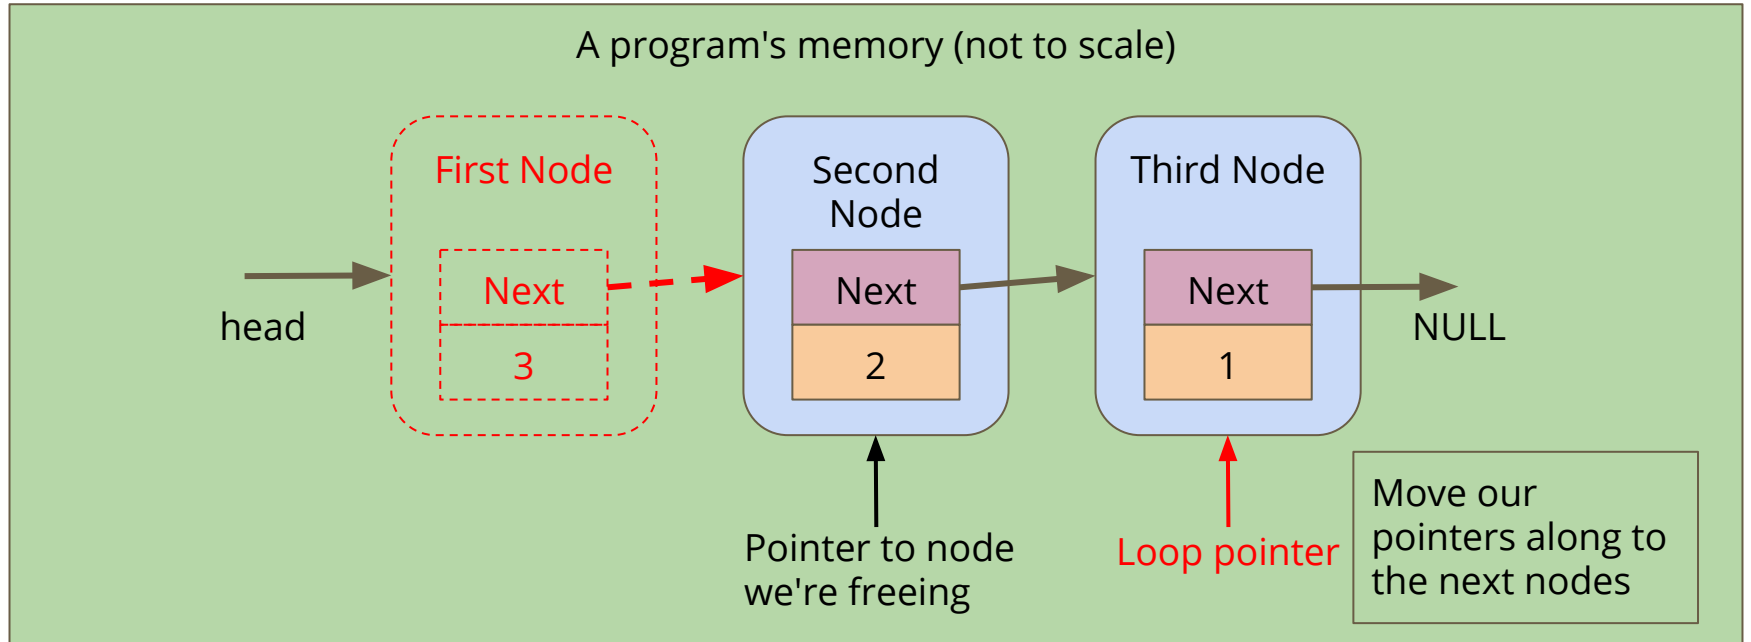 A program's memory (not to scale)
First Node
Second
Node
Third Node
Next
Next
Next
head
NULL
3
2
1
Pointer to node
we're freeing
Loop pointer
Move our
pointers along to
the next nodes